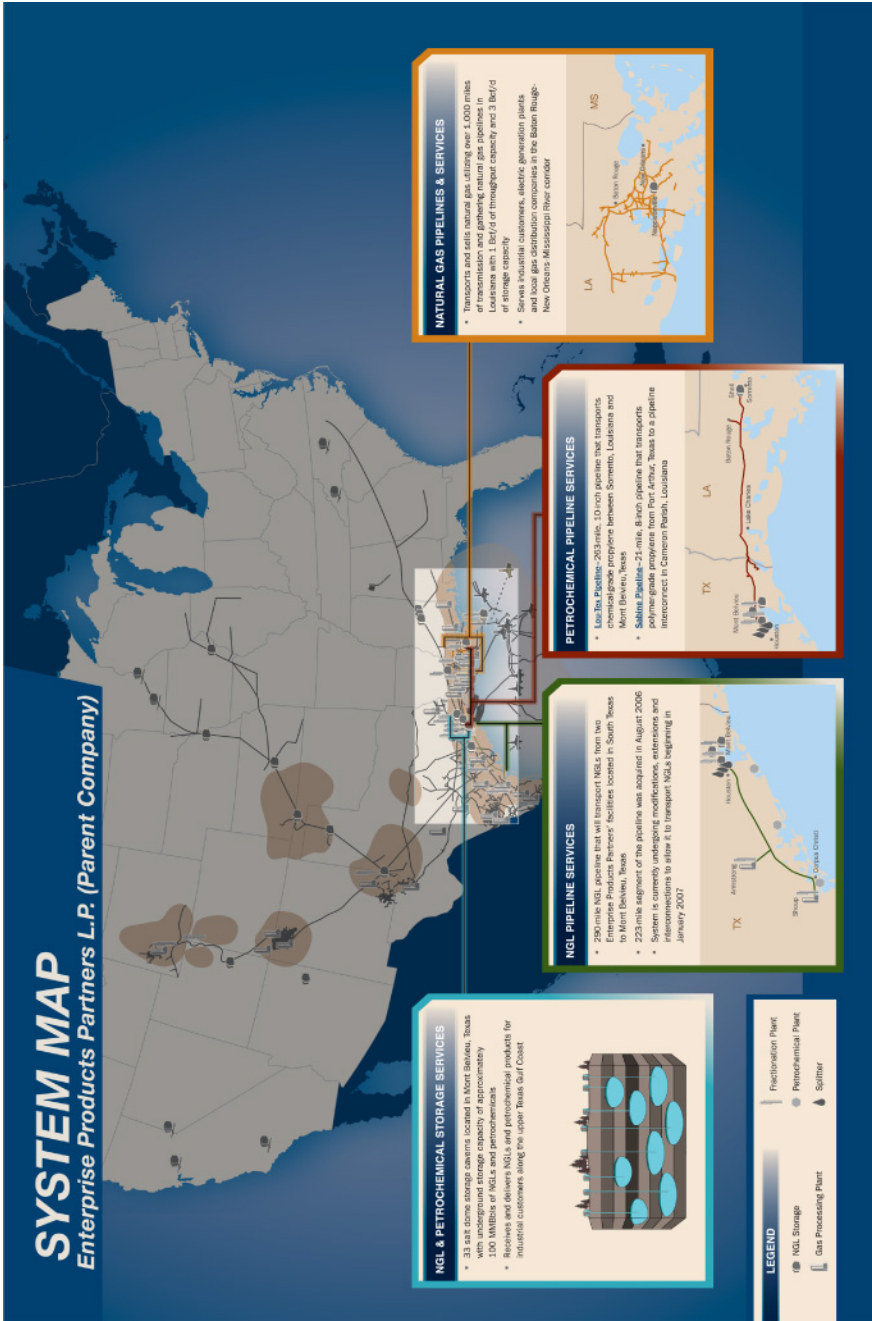 SYSTEM MAP
Enterprise Products Partners L.P. (Parent Company)
NGL & PETROCHEMICAL STORAGE SERVICES
• 33 salt dome storage caverns located in Mont Belvieu, Texas
with underground storage capacity of approximately
100 MMBbls of NGLs and petrochemicals
• Receives and delivers NGLs and petrochemical products for
industrial customers along the upper Texas Gulf Coast
NGL PIPELINE SERVICES
• 290-mile NGL pipeline that will transport NGLs from two
Enterprise Products Partners' facilities located in South Texas
to Mont Belvieu, Texas
• 223-mile segment of the pipeline was acquired in August 2006
• System is currently undergoing modifications, extensions and
interconnections to allow it to transport NGLs beginning in
January 2007
TX
Armstrong
Shoup
Corpus Christi
Houston
Mont Belvieu
PETROCHEMICAL PIPELINE SERVICES
• Lou-Tex Pipeline– 263-mile, 10-inch pipeline that transports
chemical-grade propylene between Sorrento, Louisiana and
Mont Belvieu, Texas
• Sabine Pipeline– 21-mile, 8-inch pipeline that transports
polymer-grade propylene from Port Arthur, Texas to a pipeline
interconnect in Cameron Parish, Louisiana
TX
LA
Mont Belvieu
Houston
Lake Charles
Baton Rouge
Shell
Sorrento
NATURAL GAS PIPELINES & SERVICES
• Transports and sells natural gas utilizing over 1,000 miles
of transmission and gathering natural gas pipelines in
Louisiana with 1 Bcf/d of throughput capacity and 3 Bcf/d
of storage capacity
• Serves industrial customers, electric generation plants
and local gas distribution companies in the Baton Rouge-
New Orleans Mississippi River corridor
LA
MS
Baton Rouge
New Orleans
LEGEND
NGL Storage
Gas Processing Plant
Fractionation Plant
Petrochemical Plant
Splitter